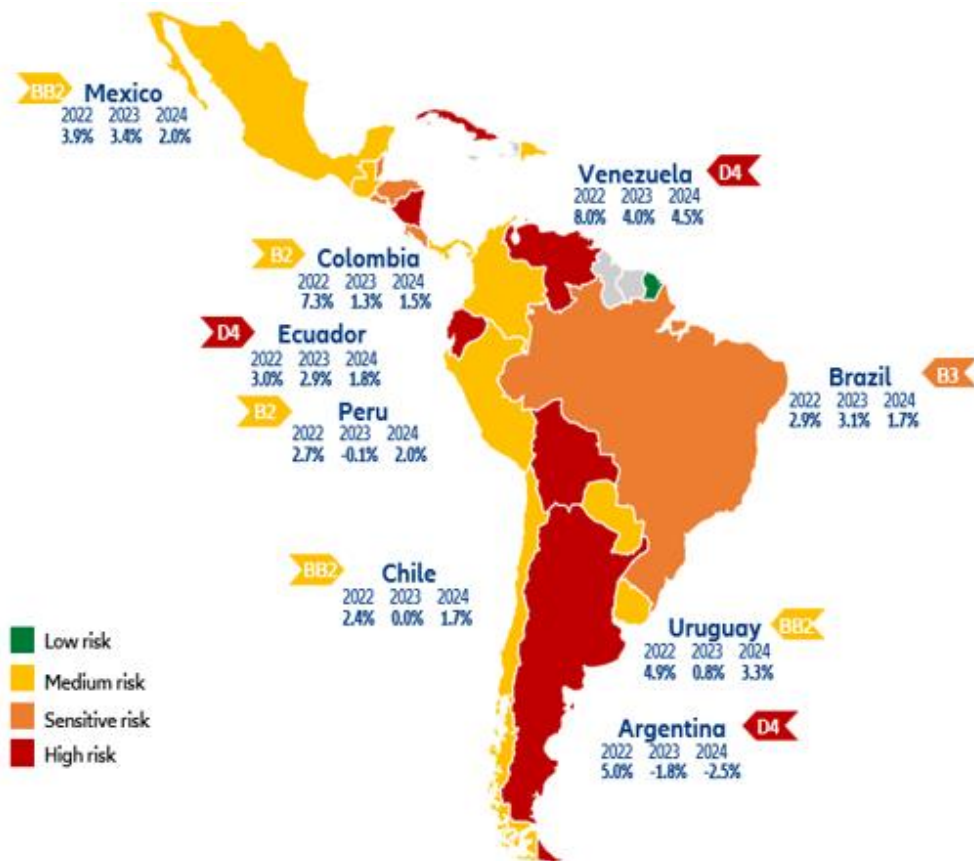 BB2 Mexico
2022 2023 2024
3.9% 3.4% 2.0%
Venezuela D4
2022 2023 2024
8.0% 4.0% 4.5%
B2 Colombia
2022 2023 2024
7.3% 1.3% 1.5%
D4 Ecuador
2022 2023 2024
3.0% 2.9% 1.8%
Brazil B3
2022 2023 2024
2.9% 3.1% 1.7%
B2 Peru
2022 2023 2024
2.7% -0.1% 2.0%
BB2 Chile
2022 2023 2024
2.4% 0.0% 1.7%
Uruguay BB2
2022 2023 2024
4.9% 0.8% 3.3%
Argentina D4
2022 2023 2024
5.0% -1.8% -2.5%
Low risk
Medium risk
Sensitive risk
High risk